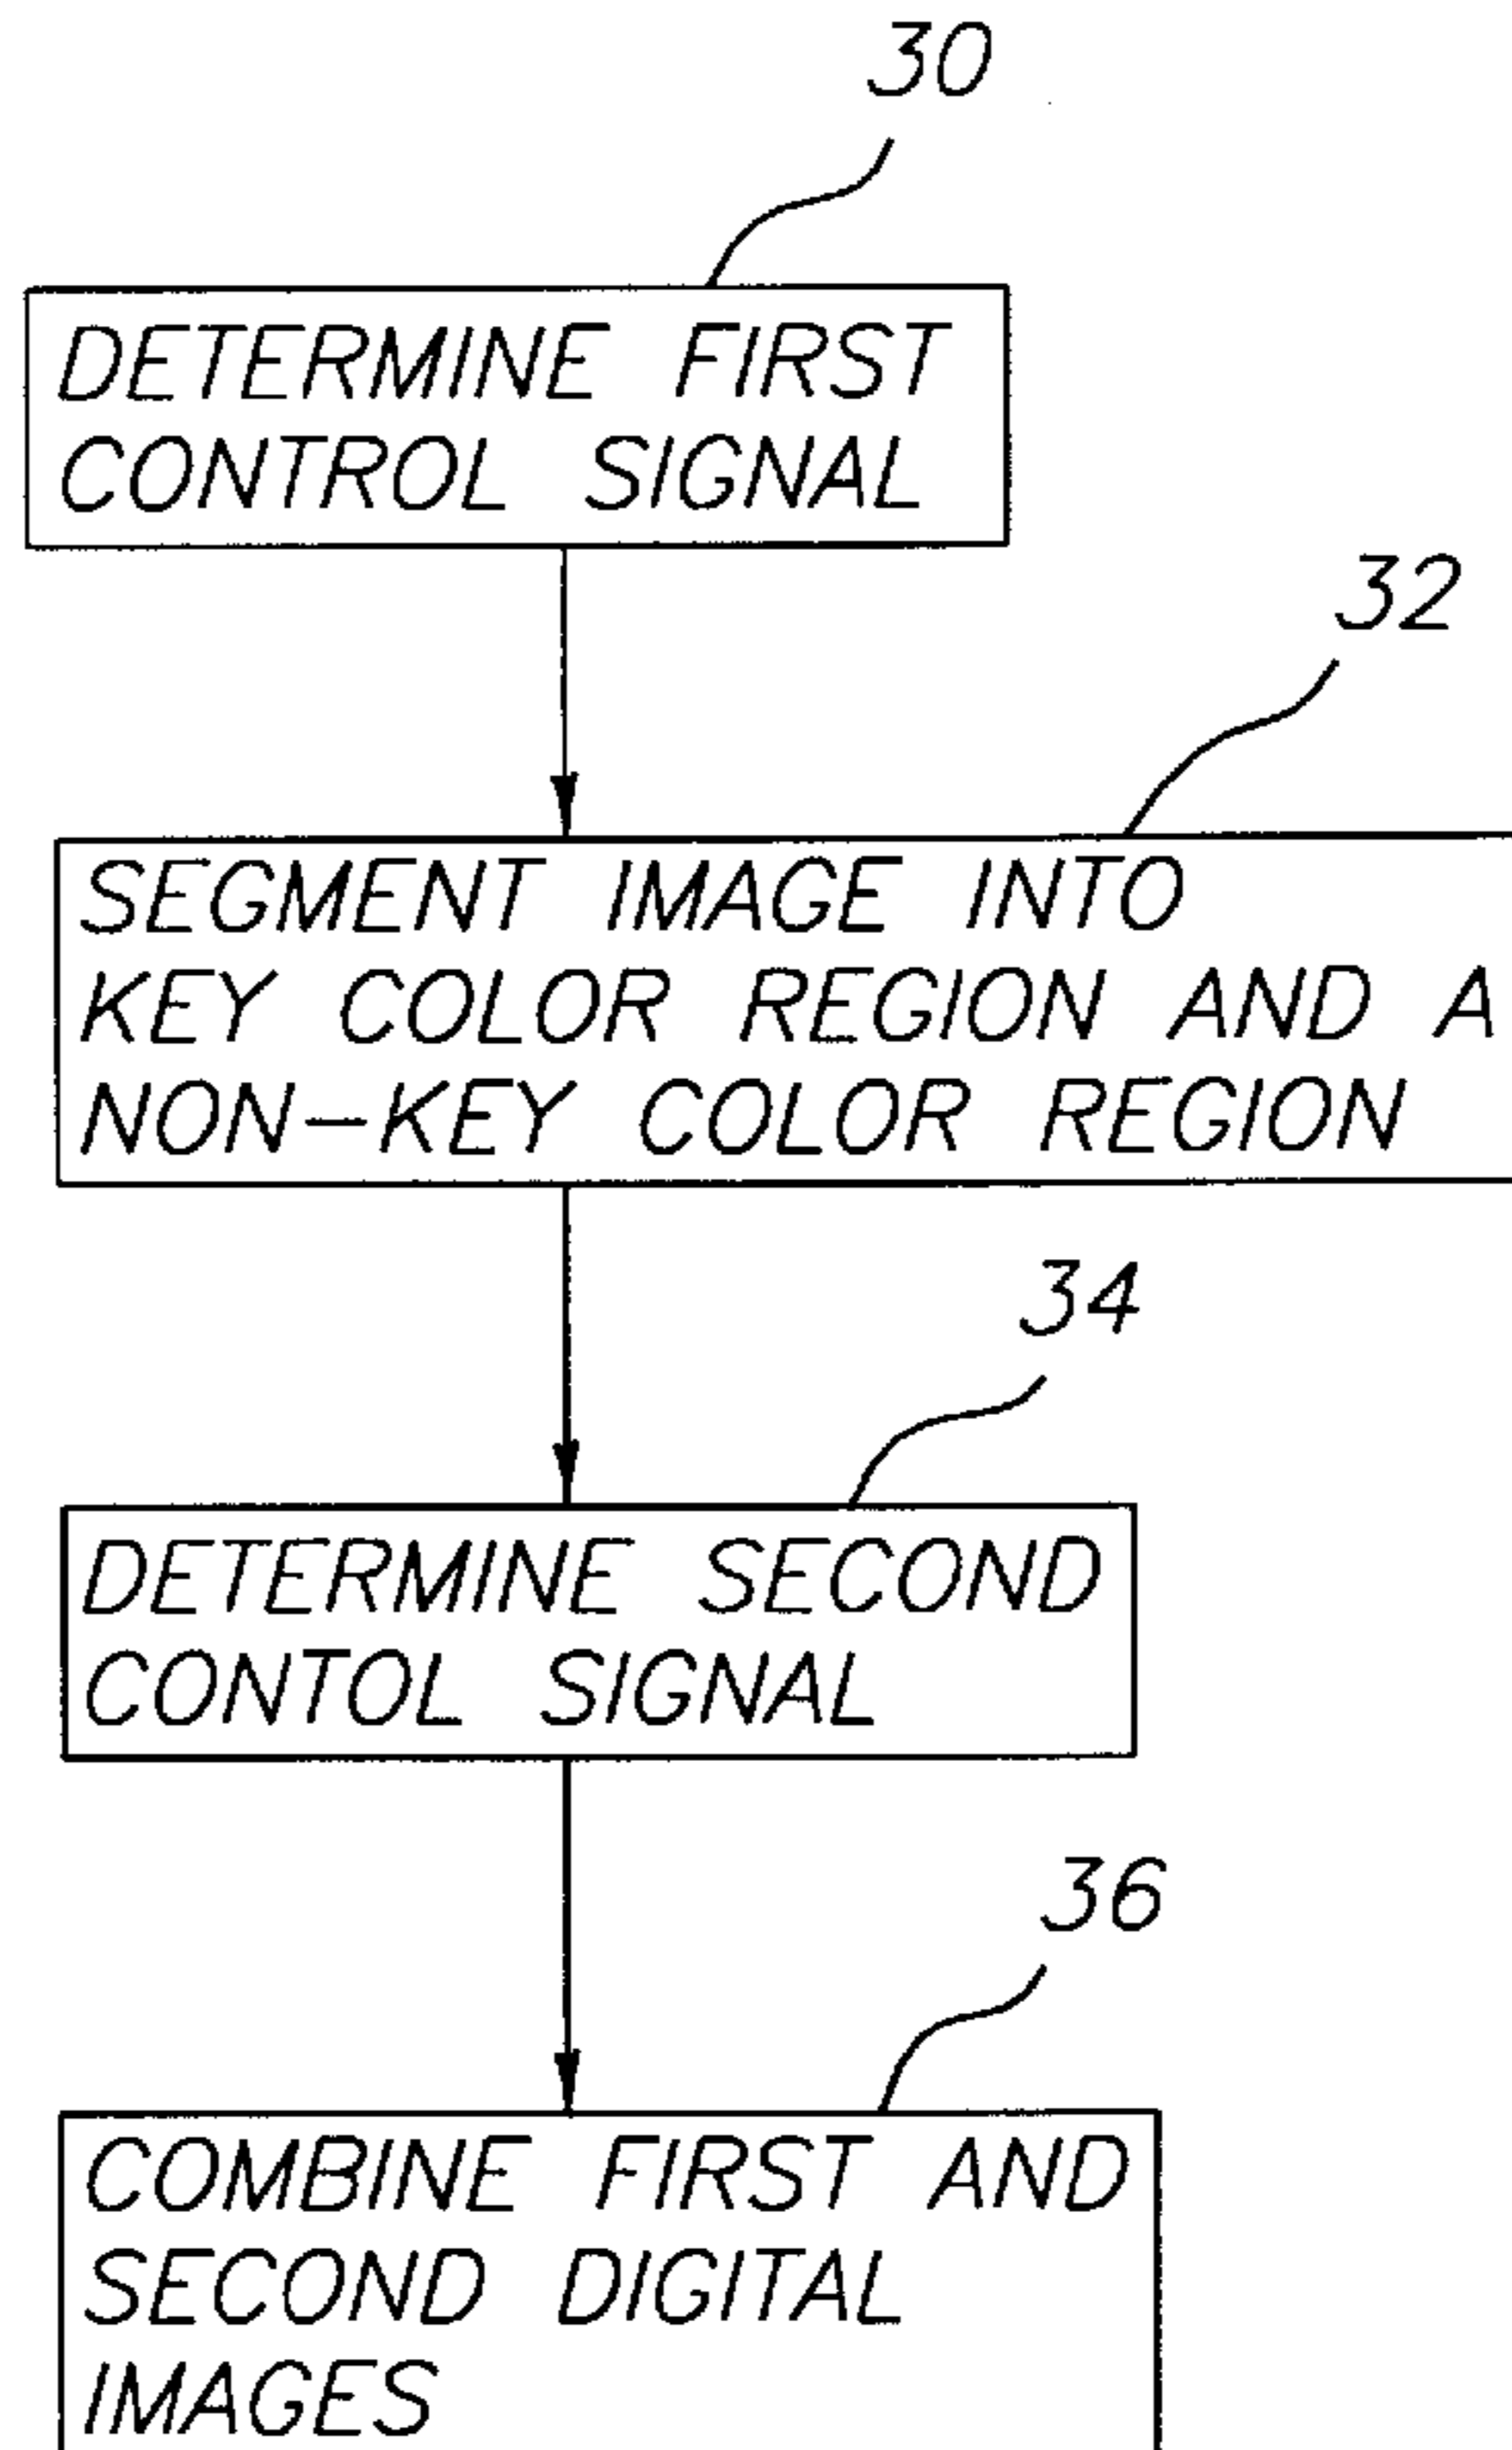 30
DETERMINE FIRST
CONTROL SIGNAL
32
SEGMENT IMAGE INTO
KEY COLOR REGION AND A
NON-KEY COLOR REGION
34
DETERMINE SECOND
CONTOL SIGNAL
36
COMBINE FIRST AND
SECOND DIGITAL
IMAGES